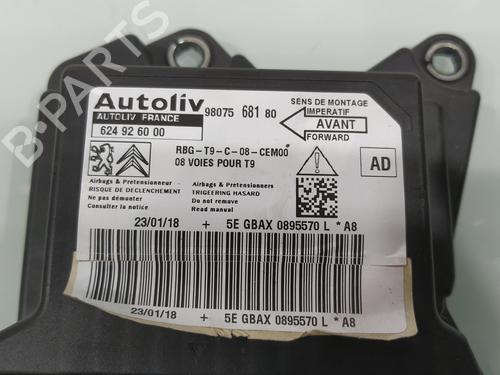 B-PARTS
Autoliv
AUTOLIV FRANCE
624 92 60 00
98075 681 80
SENS DE MONTAGE
IMPERATIF
AVANT
FORWARD
RBG-T9-C-08-CEM00
08 VOIES POUR T9
AD
Airbags & Pretensionneur
RISQUE DE DECLENCHEMENT
Ne pas démonter
Consulter la notice
Airbags & Pretensioners
TRIGEERING HASARD
Do not remove
Read manual
23/01/18 + 5E GBAX 0895570 L *A8
23/01/18 + 5E GBAX 0895570 L *A8